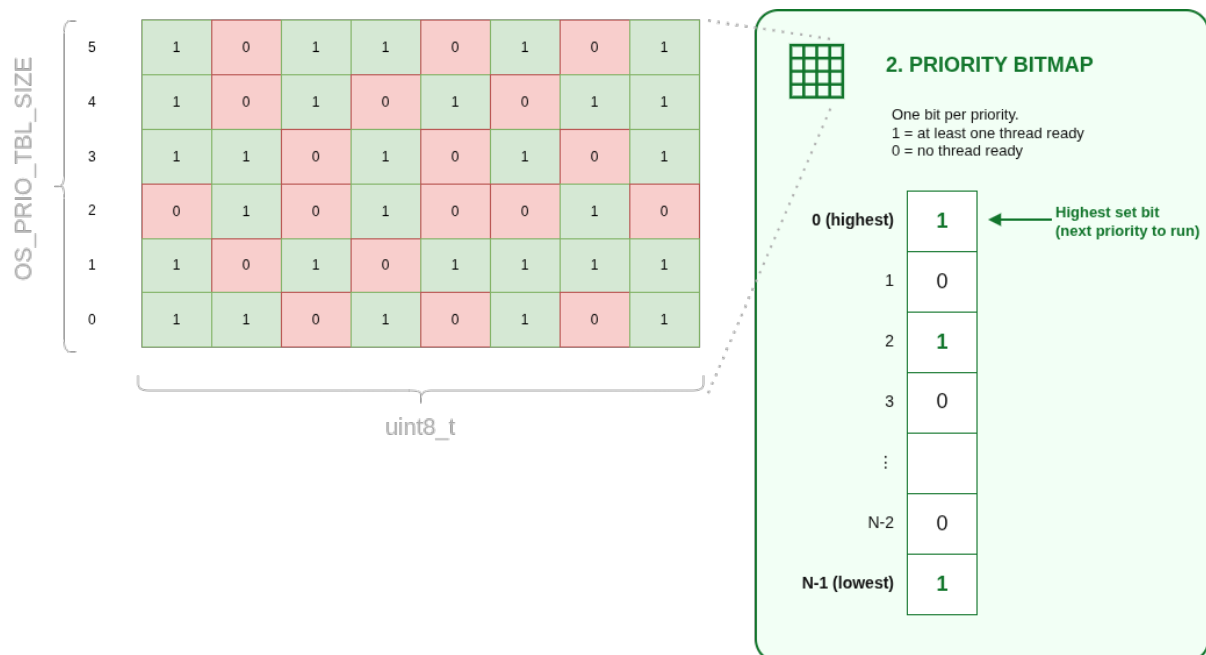 OS_PRIO_TBL_SIZE
5 1 0 1 1 0 1 0 1
4 1 0 1 0 1 0 1 1
3 1 1 0 1 0 1 0 1
2 0 1 0 1 0 0 1 0
1 1 0 1 0 1 1 1 1
0 1 1 0 1 0 1 0 1
uint8_t
2. PRIORITY BITMAP
One bit per priority.
1 = at least one thread ready
0 = no thread ready
0 (highest) 1
Highest set bit
(next priority to run)
1 0
2 1
3 0
⋮
N-2 0
N-1 (lowest) 1